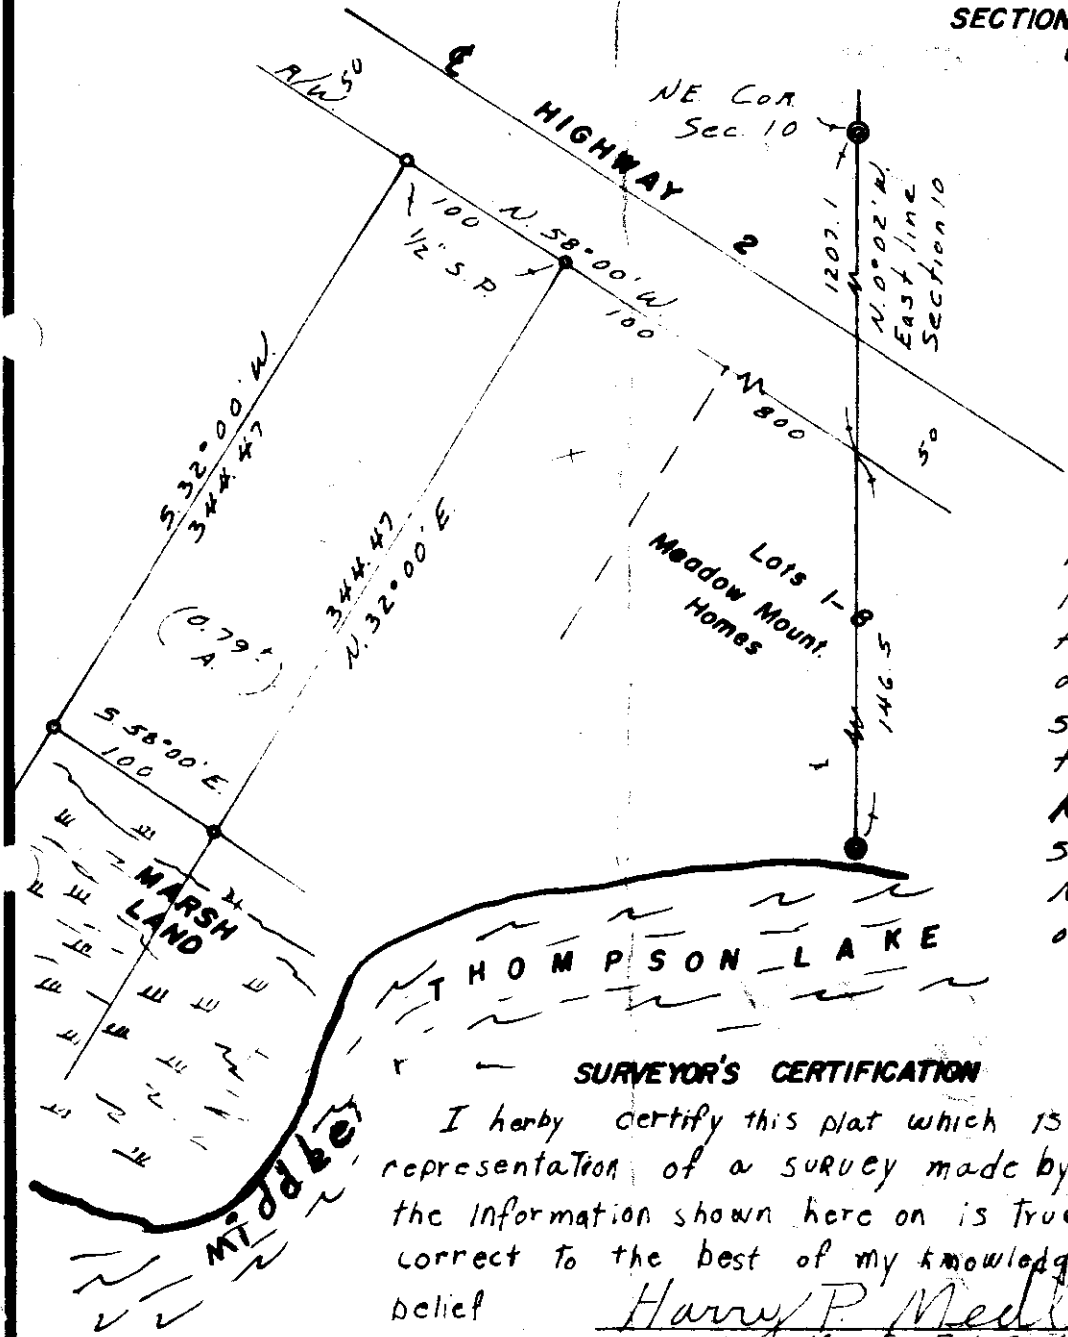 SECTION
NE. COR.
Sec. 10
R/W 50
℄
HIGHWAY 2
100
N. 58°00' W.
1/2" S. P.
100
800
50
1207.1
N. 0°02' W.
East line
Section 10
S. 32°00' W.
344.47
344.47
N. 32°00' E.
(0.79±
A.)
Lots 1-8
Meadow Mount.
Homes
146.5
S. 58°00' E.
100
MARSH
LAND
THOMPSON LAKE
Middle
SURVEYOR'S CERTIFICATION
I herby certify this plat which is
representation of a survey made by
the information shown here on is True
correct To the best of my knowledg
belief
Harry P. Medl